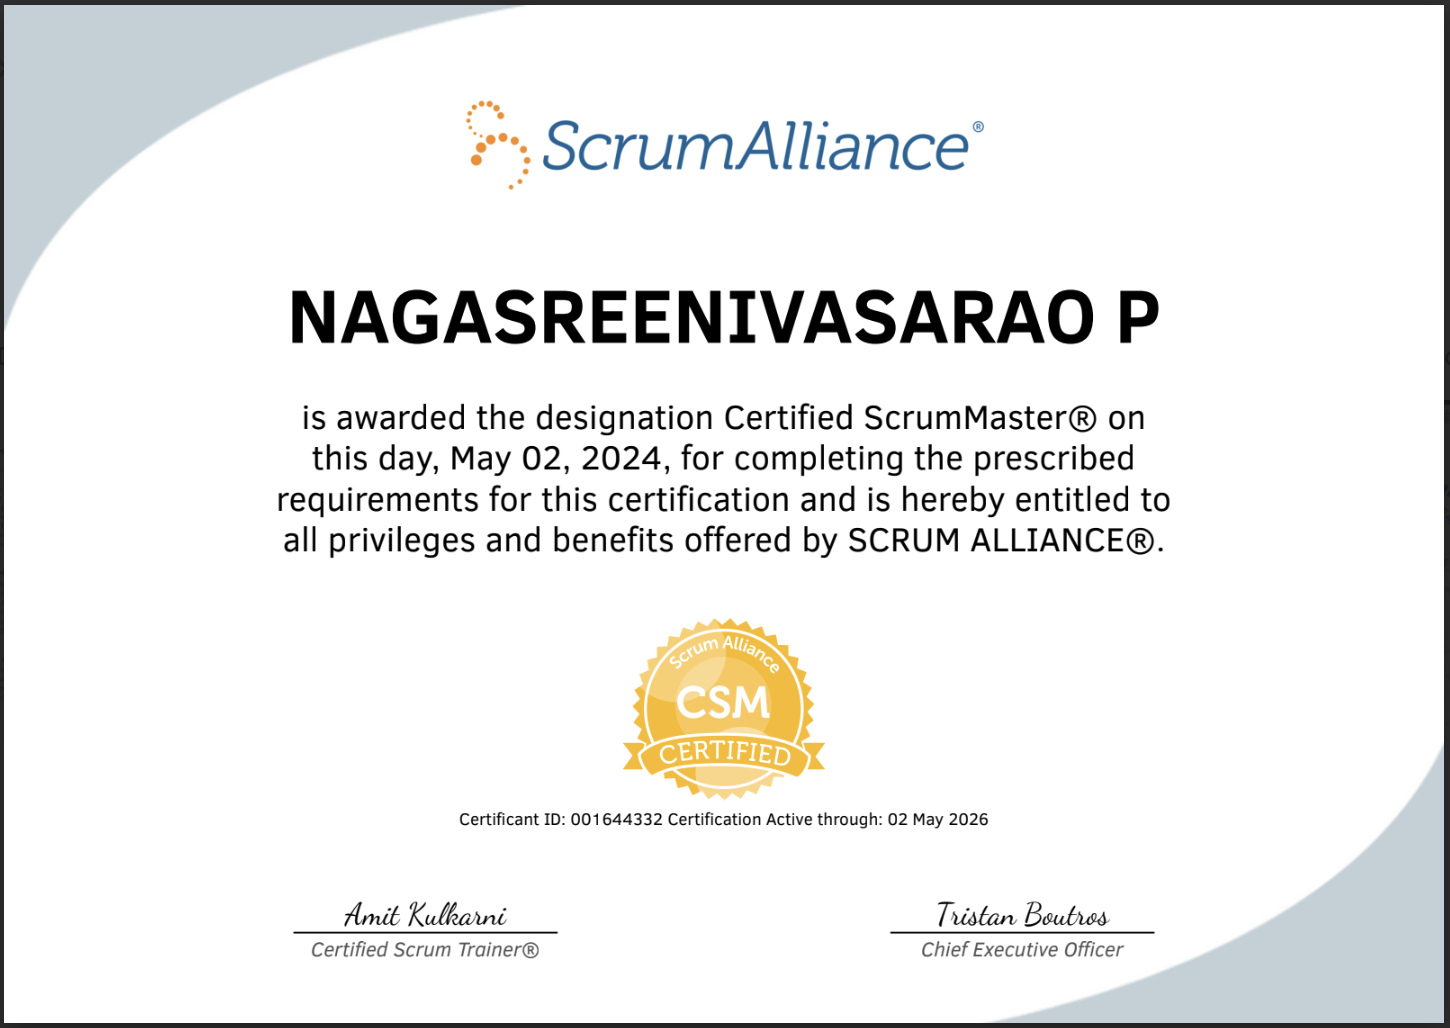 ScrumAlliance®
NAGASREENIVASARAO P
is awarded the designation Certified ScrumMaster® on
this day, May 02, 2024, for completing the prescribed
requirements for this certification and is hereby entitled to
all privileges and benefits offered by SCRUM ALLIANCE®.
Scrum Alliance
CSM
CERTIFIED
Certificant ID: 001644332 Certification Active through: 02 May 2026
Amit Kulkarni
Certified Scrum Trainer®
Tristan Boutros
Chief Executive Officer